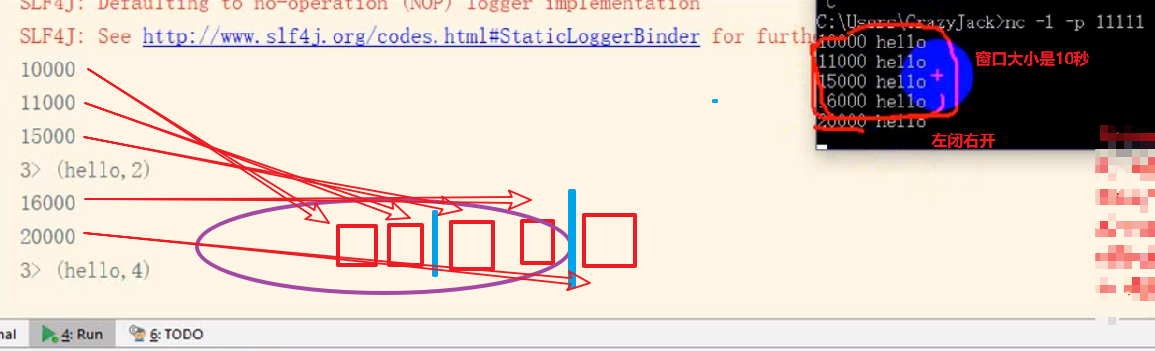 SLF4J: Defaulting to no-operation (NOP) logger implementation
SLF4J: See http://www.slf4j.org/codes.html#StaticLoggerBinder for furth
10000
11000
15000
3> (hello,2)
16000
20000
3> (hello,4)
C:\Users\CrazyJack>nc -l -p 11111
10000 hello
11000 hello
15000 hello
16000 hello
20000 hello
窗口大小是10秒
左闭右开
nal
4: Run
6: TODO